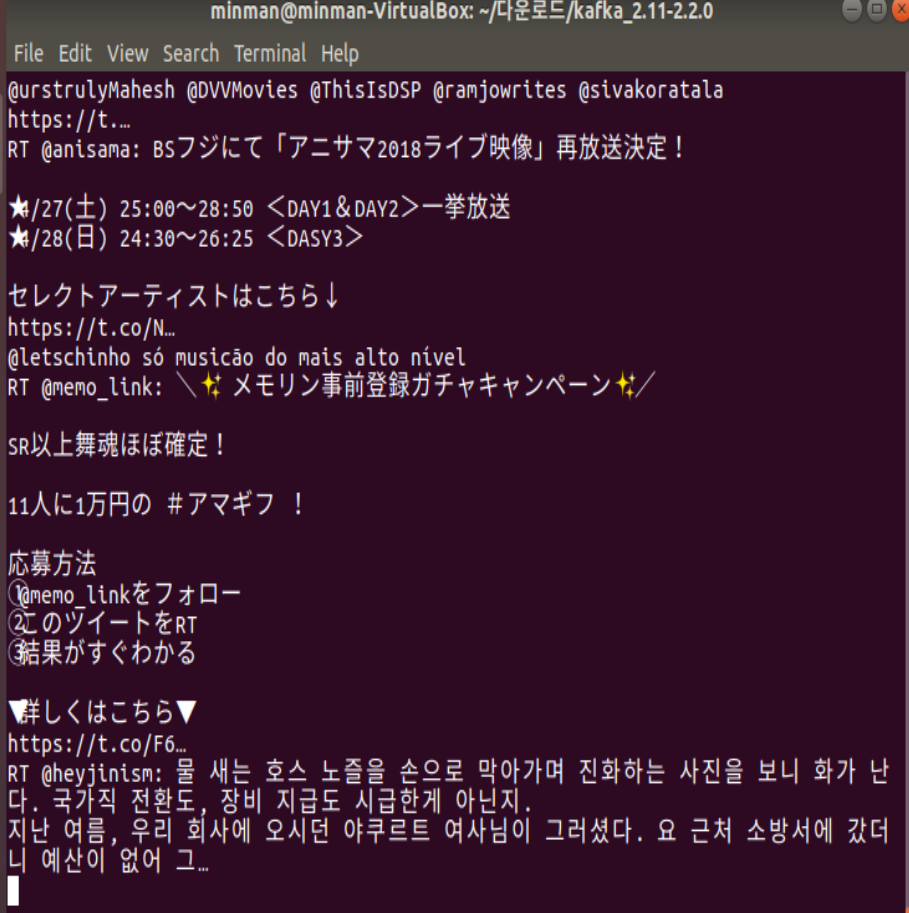 minman@minman-VirtualBox: ~/다운로드/kafka_2.11-2.2.0
File Edit View Search Terminal Help
@urstrulyMahesh @DVVMovies @ThisIsDSP @ramjowrites @sivakoratala
https://t.…
RT @anisama: BSフジにて「アニサマ2018ライブ映像」再放送決定！
★4/27(土) 25:00〜28:50 ＜DAY1＆DAY2＞一挙放送
★4/28(日) 24:30〜26:25 ＜DASY3＞
セレクトアーティストはこちら↓
https://t.co/N…
@letschinho só musicão do mais alto nível
RT @memo_link: ＼✨ メモリン事前登録ガチャキャンペーン✨／
SR以上舞魂ほぼ確定！
11人に1万円の ＃アマギフ ！
応募方法
①@memo_linkをフォロー
②このツイートをRT
③結果がすぐわかる
▼詳しくはこちら▼
https://t.co/F6…
RT @heyjinism: 물 새는 호스 노즐을 손으로 막아가며 진화하는 사진을 보니 화가 난
다. 국가직 전환도, 장비 지급도 시급한게 아닌지.
지난 여름, 우리 회사에 오시던 야쿠르트 여사님이 그러셨다. 요 근처 소방서에 갔더
니 예산이 없어 그…